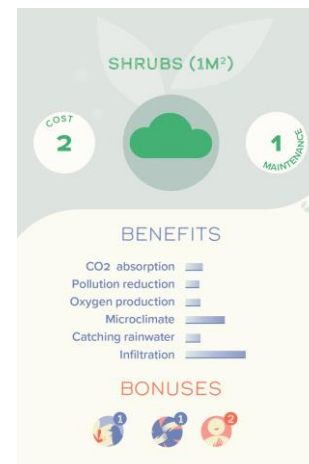 SHRUBS (1M²)
COST
2
1
MAINTENANCE
BENEFITS
CO2 absorption
Pollution reduction
Oxygen production
Microclimate
Catching rainwater
Infiltration
BONUSES
1
1
2